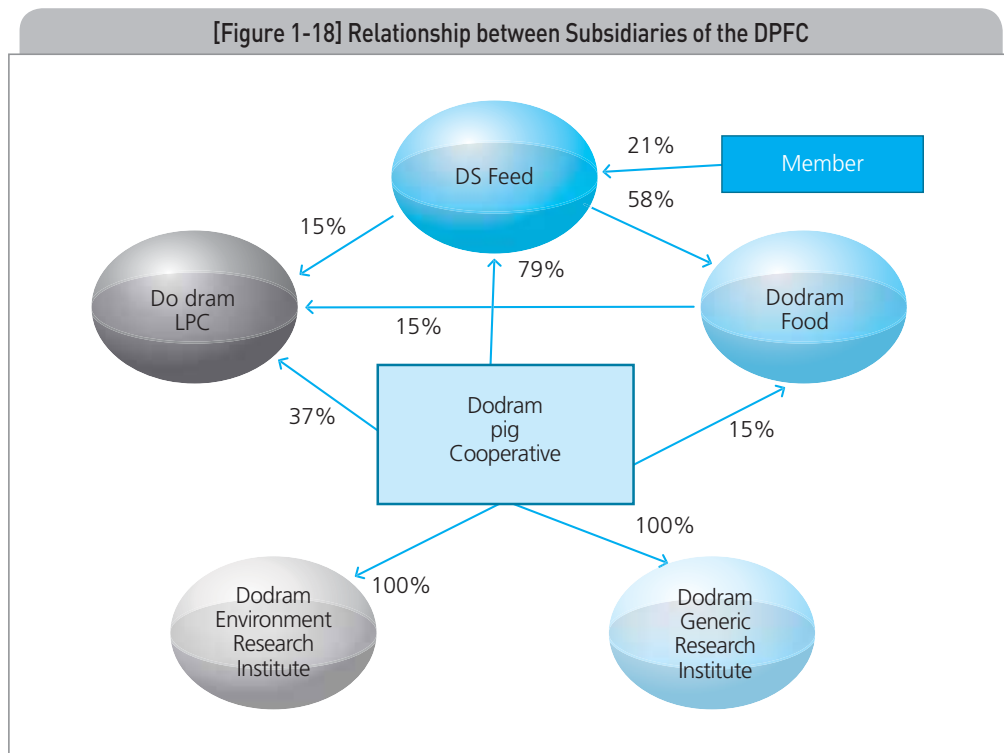 [Figure 1-18] Relationship between Subsidiaries of the DPFC
21%
Member
DS Feed
58%
15%
79%
Do dram
LPC
Dodram
Food
15%
37%
Dodram
pig
Cooperative
15%
100%
100%
Dodram
Environment
Research
Institute
Dodram
Generic
Research
Institute